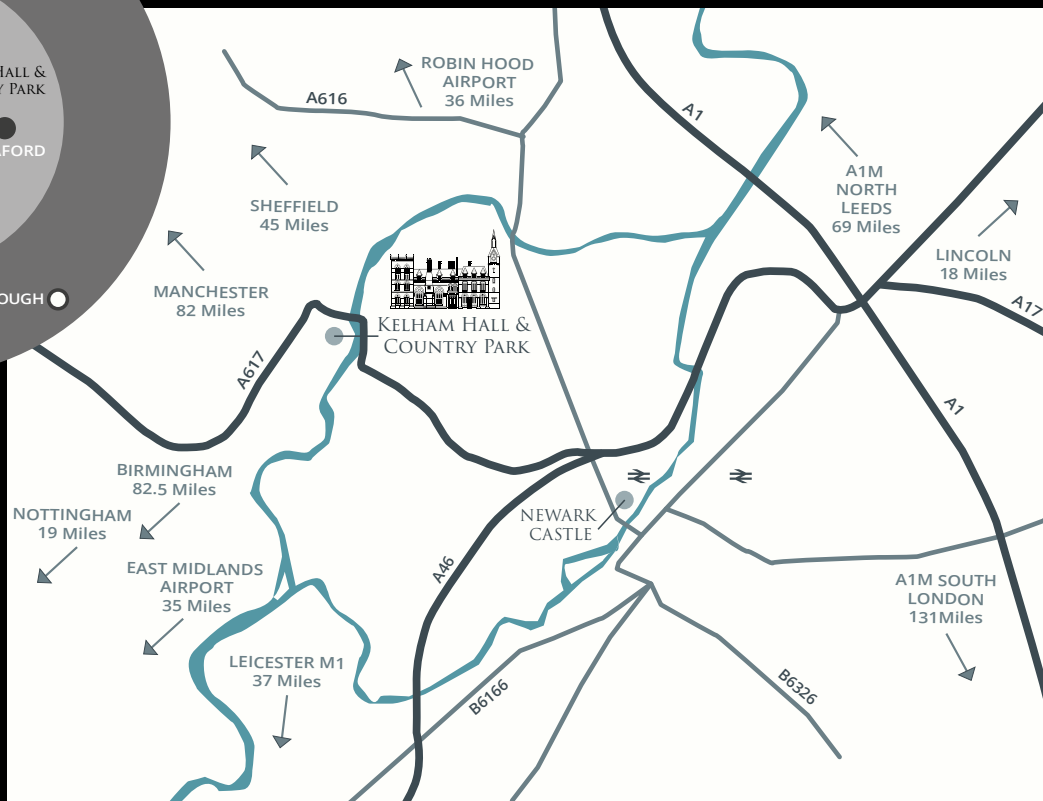 HALL &
PARK
ROBIN HOOD
AIRPORT
36 Miles
A616
A1
A1M
NORTH
LEEDS
69 Miles
SHEFFIELD
45 Miles
LINCOLN
18 Miles
MANCHESTER
82 Miles
OUGH
A17
KELHAM HALL &
COUNTRY PARK
A617
A1
BIRMINGHAM
82.5 Miles
NOTTINGHAM
19 Miles
NEWARK
CASTLE
EAST MIDLANDS
AIRPORT
35 Miles
A46
A1M SOUTH
LONDON
131Miles
LEICESTER M1
37 Miles
B6166
B6326